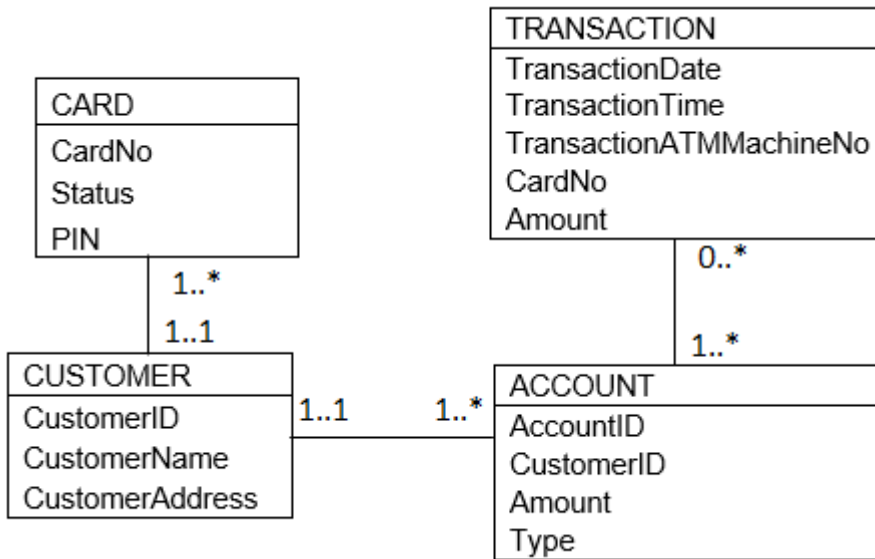 CARD
CardNo
Status
PIN
1..*
1..1
CUSTOMER
CustomerID
CustomerName
CustomerAddress
1..1
1..*
TRANSACTION
TransactionDate
TransactionTime
TransactionATMMachineNo
CardNo
Amount
0..*
1..*
ACCOUNT
AccountID
CustomerID
Amount
Type